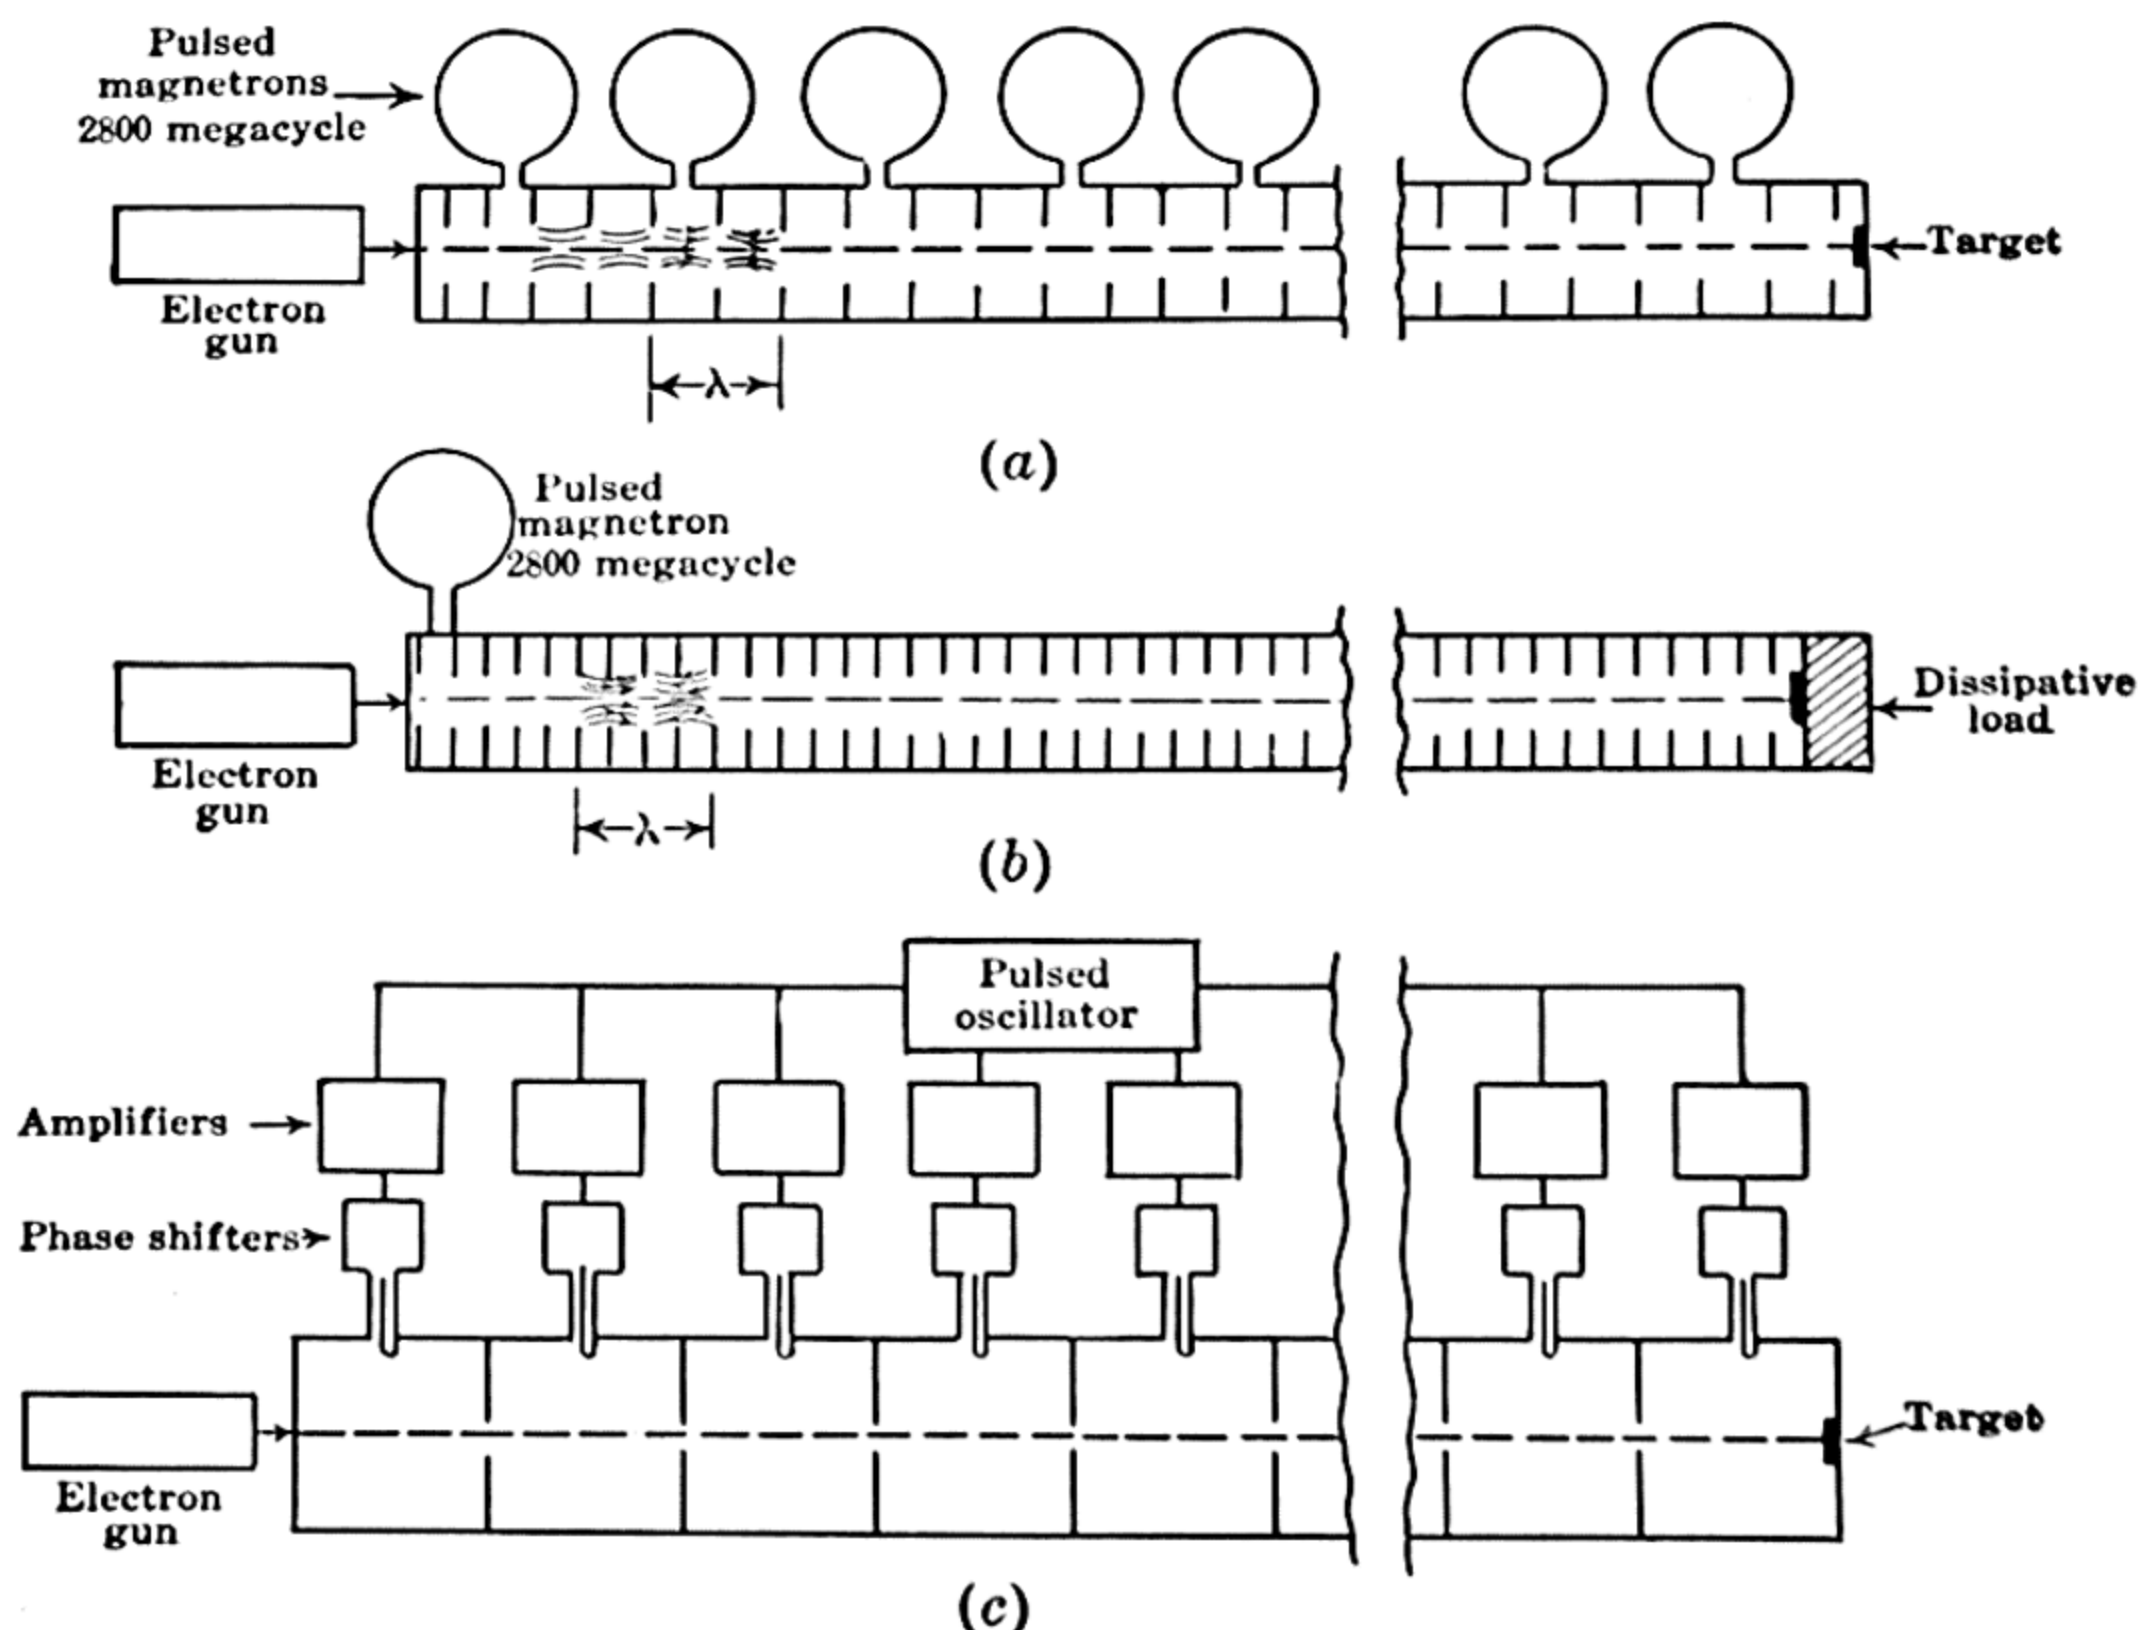 Pulsed
magnetrons
2800 megacycle
Electron
gun
Target
λ
(a)
Pulsed
magnetron
2800 megacycle
Electron
gun
Dissipative
load
λ
(b)
Pulsed
oscillator
Amplifiers
Phase shifters
Electron
gun
Target
(c)